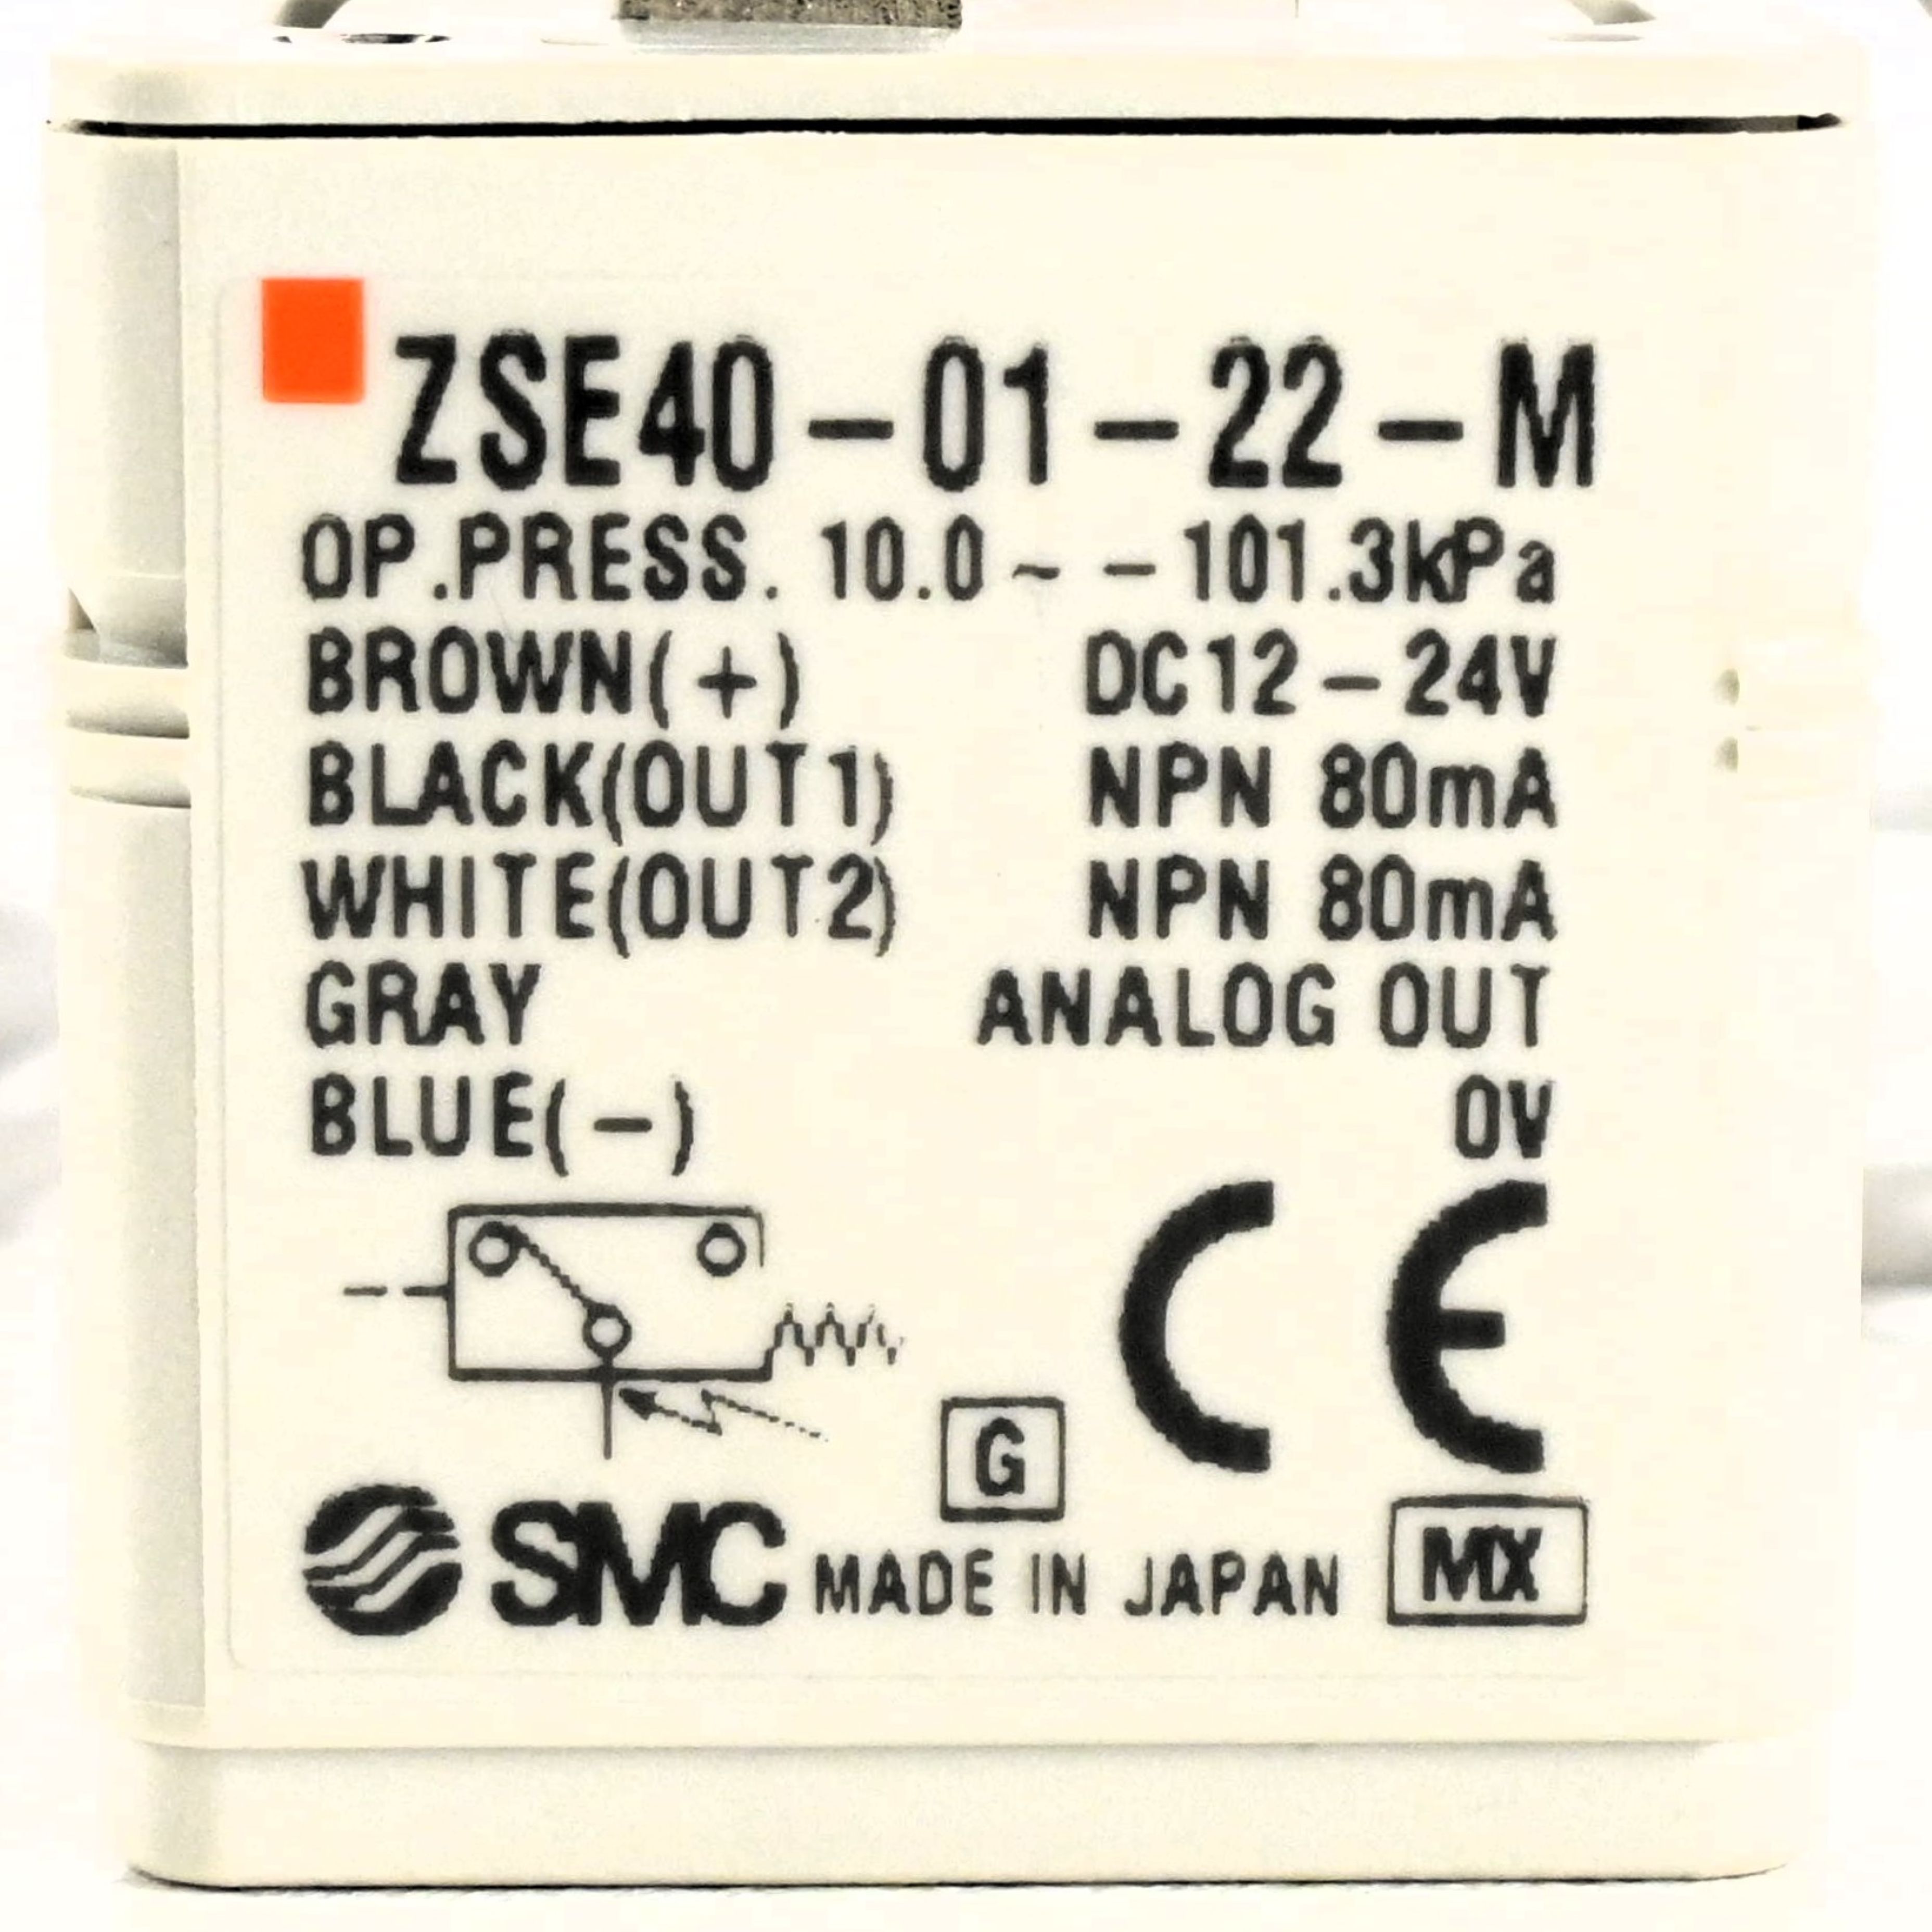 ZSE40-01-22-M
OP.PRESS. 10.0~-101.3kPa
BROWN(+) DC12-24V
BLACK(OUT1) NPN 80mA
WHITE(OUT2) NPN 80mA
GRAY ANALOG OUT
BLUE(-) 0V
CE
G
SMC MADE IN JAPAN MX